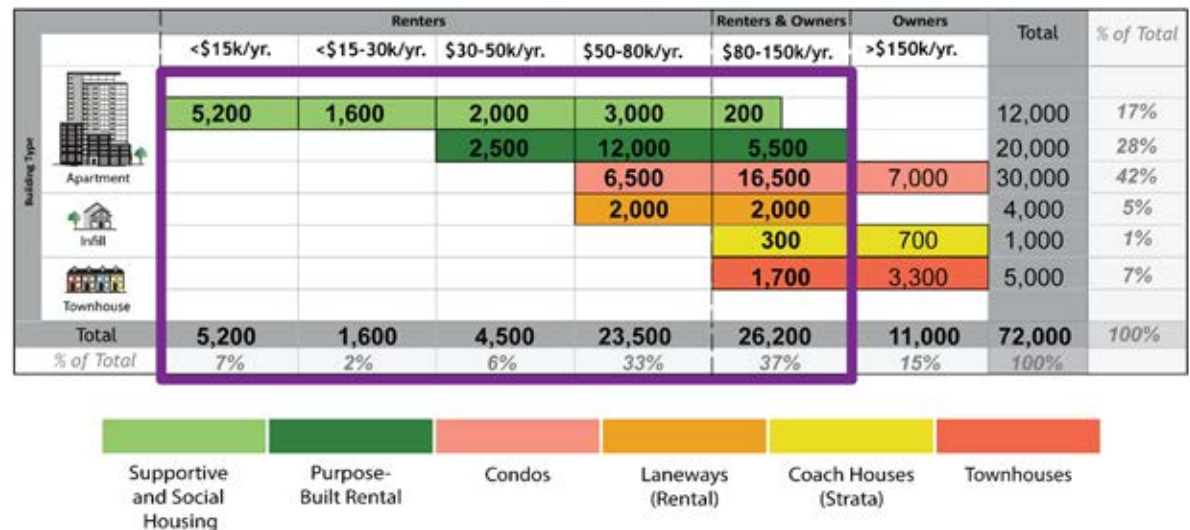 Renters Renters & Owners Owners Total % of Total
<$15k/yr. <$15-30k/yr. $30-50k/yr. $50-80k/yr. $80-150k/yr. >$150k/yr.
Building Type
5,200 1,600 2,000 3,000 200 12,000 17%
2,500 12,000 5,500 20,000 28%
Apartment 6,500 16,500 7,000 30,000 42%
2,000 2,000 4,000 5%
Infill 300 700 1,000 1%
1,700 3,300 5,000 7%
Townhouse
Total 5,200 1,600 4,500 23,500 26,200 11,000 72,000 100%
% of Total 7% 2% 6% 33% 37% 15% 100%
Supportive
and Social
Housing
Purpose-
Built Rental
Condos
Laneways
(Rental)
Coach Houses
(Strata)
Townhouses